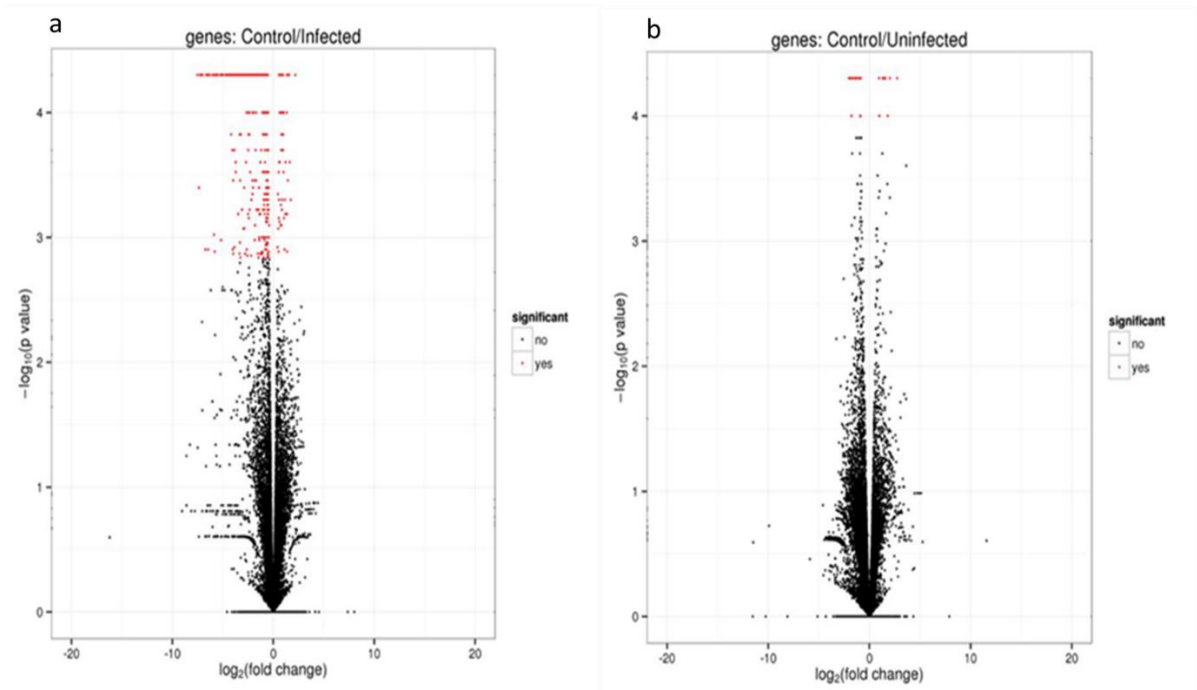 a
genes: Control/Infected
4
3
2
1
0
-20
-10
0
10
20
−log10(p value)
log2(fold change)
significant
no
yes
b
genes: Control/Uninfected
4
3
2
1
0
-20
-10
0
10
20
−log10(p value)
log2(fold change)
significant
no
yes